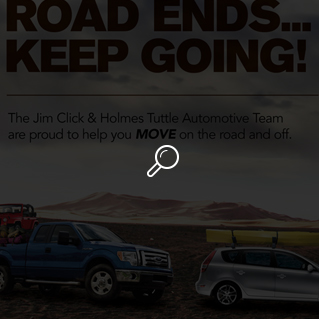 ROAD ENDS...
KEEP GOING!
The Jim Click & Holmes Tuttle Automotive Team
are proud to help you MOVE on the road and off.